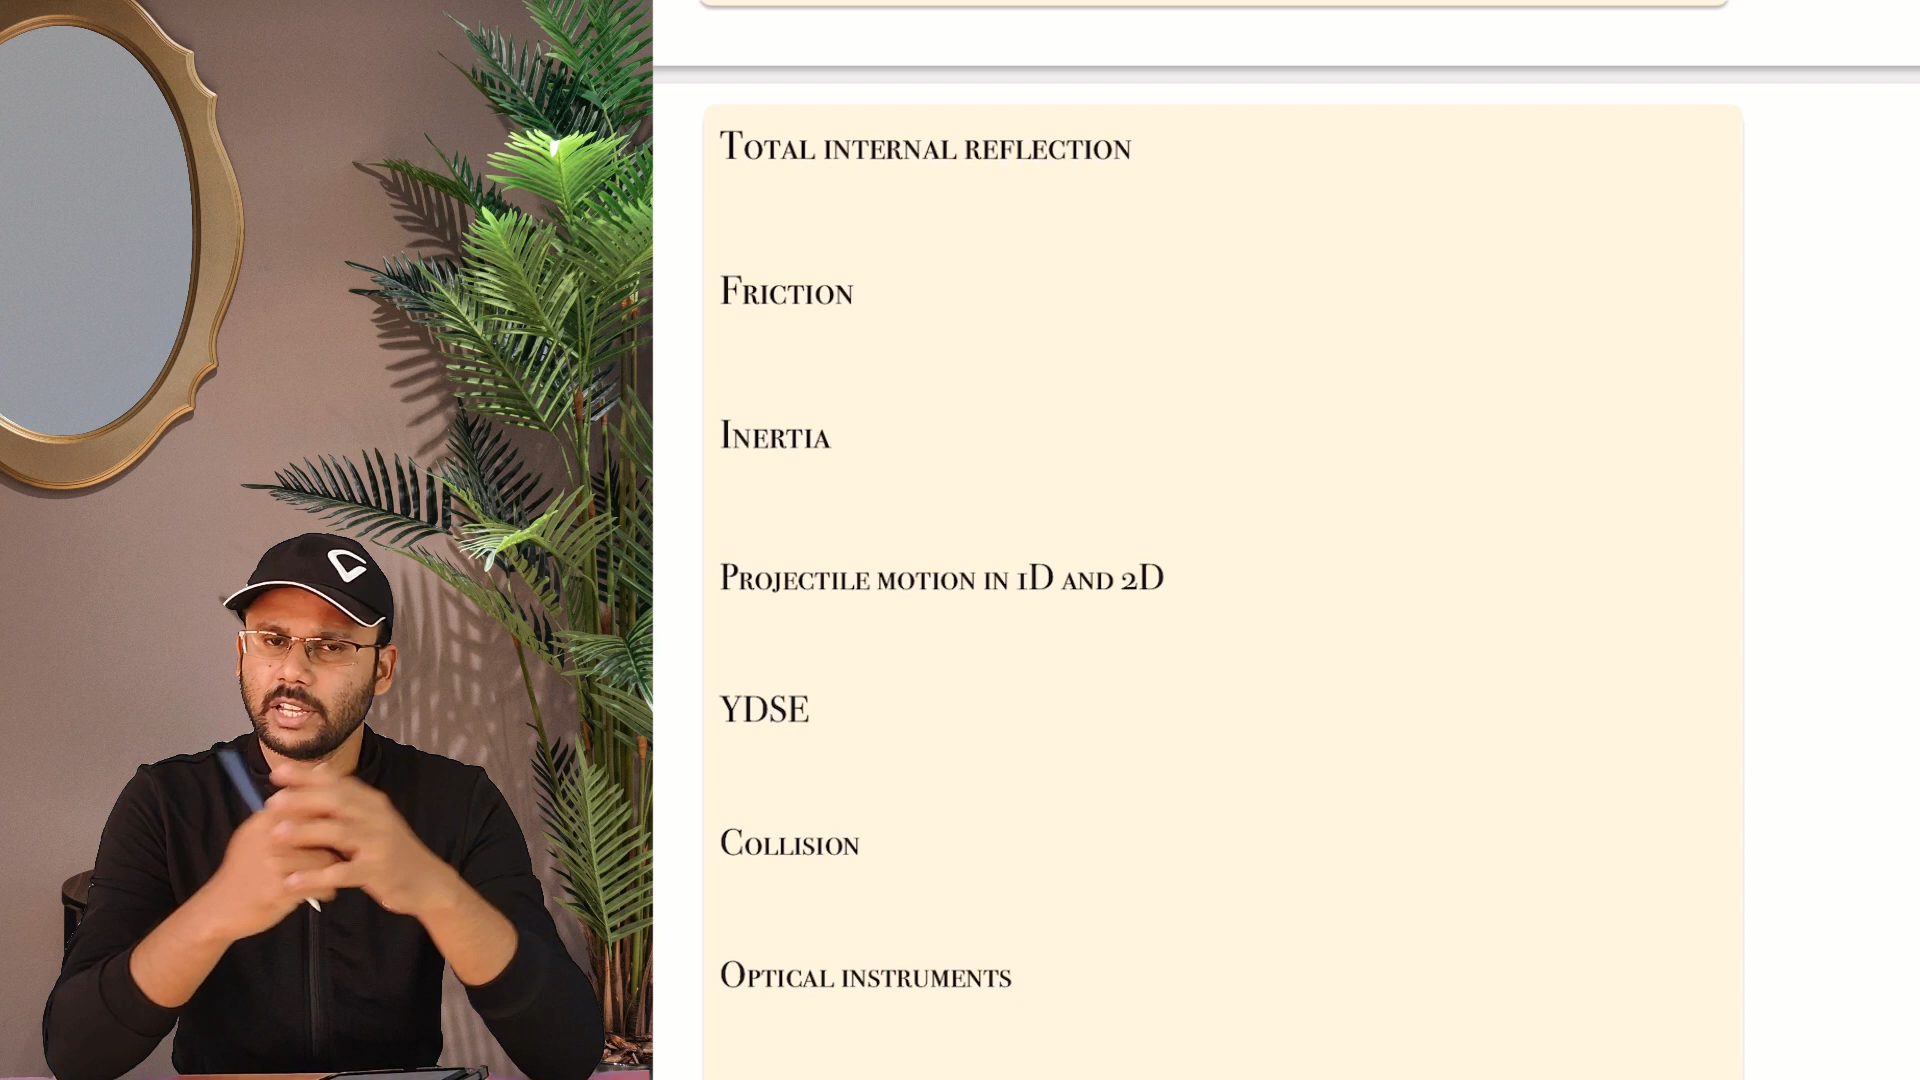 Total internal reflection
Friction
Inertia
Projectile motion in 1D and 2D
YDSE
Collision
Optical instruments